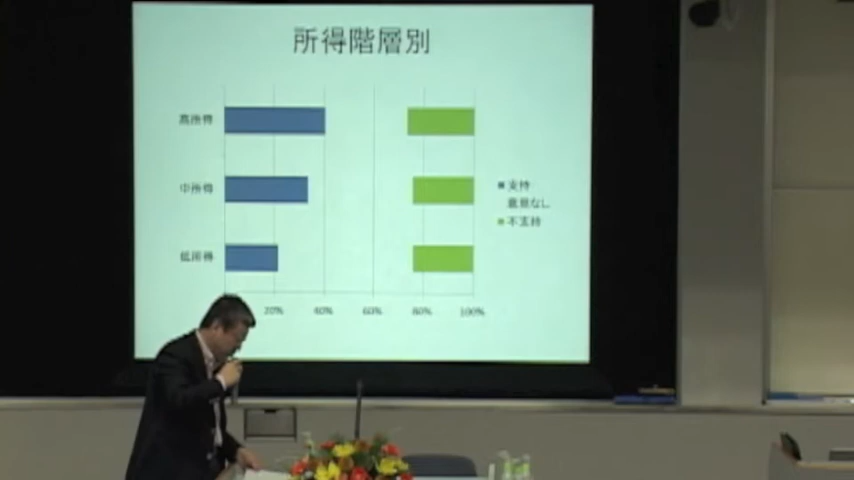 所得階層別
高所得
中所得
低所得
支持
意見なし
不支持
20% 40% 60% 80% 100%